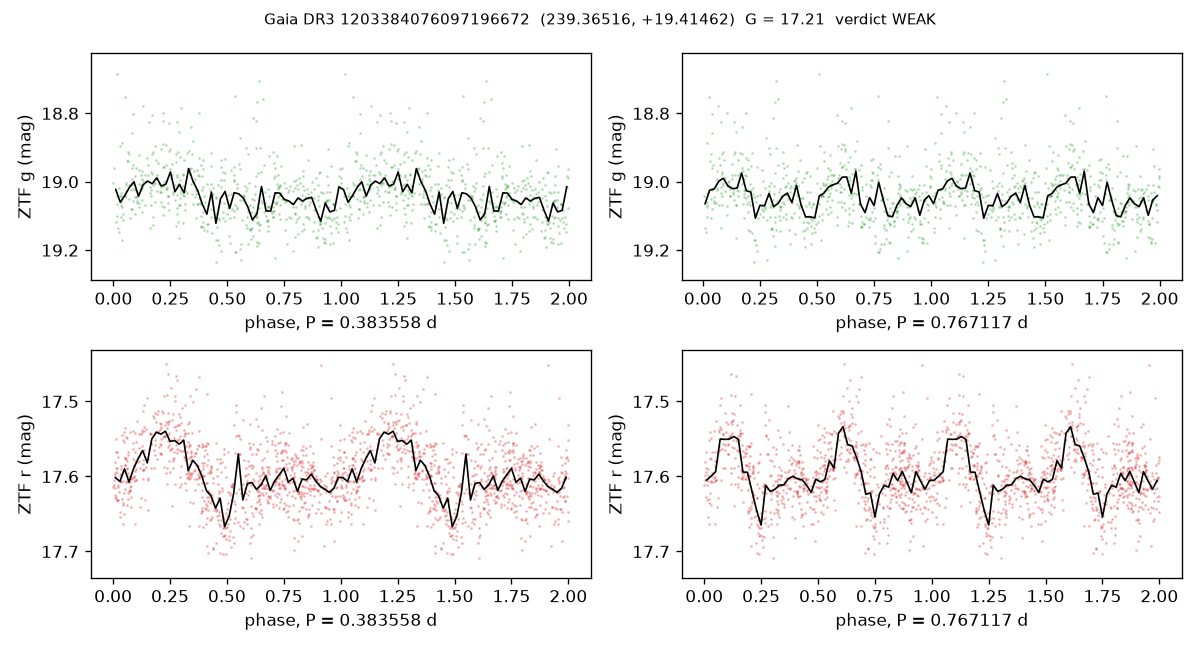 Gaia DR3 1203384076097196672 (239.36516, +19.41462) G = 17.21 verdict WEAK
ZTF g (mag)
18.8
19.0
19.2
0.00 0.25 0.50 0.75 1.00 1.25 1.50 1.75 2.00
phase, P = 0.383558 d
ZTF g (mag)
18.8
19.0
19.2
0.00 0.25 0.50 0.75 1.00 1.25 1.50 1.75 2.00
phase, P = 0.767117 d
ZTF r (mag)
17.5
17.6
17.7
0.00 0.25 0.50 0.75 1.00 1.25 1.50 1.75 2.00
phase, P = 0.383558 d
ZTF r (mag)
17.5
17.6
17.7
0.00 0.25 0.50 0.75 1.00 1.25 1.50 1.75 2.00
phase, P = 0.767117 d